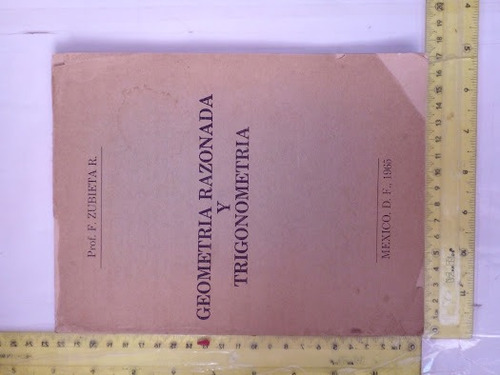 Prof. F. ZUBIETA R.
GEOMETRIA RAZONADA
Y
TRIGONOMETRIA
MEXICO, D. F., 1965